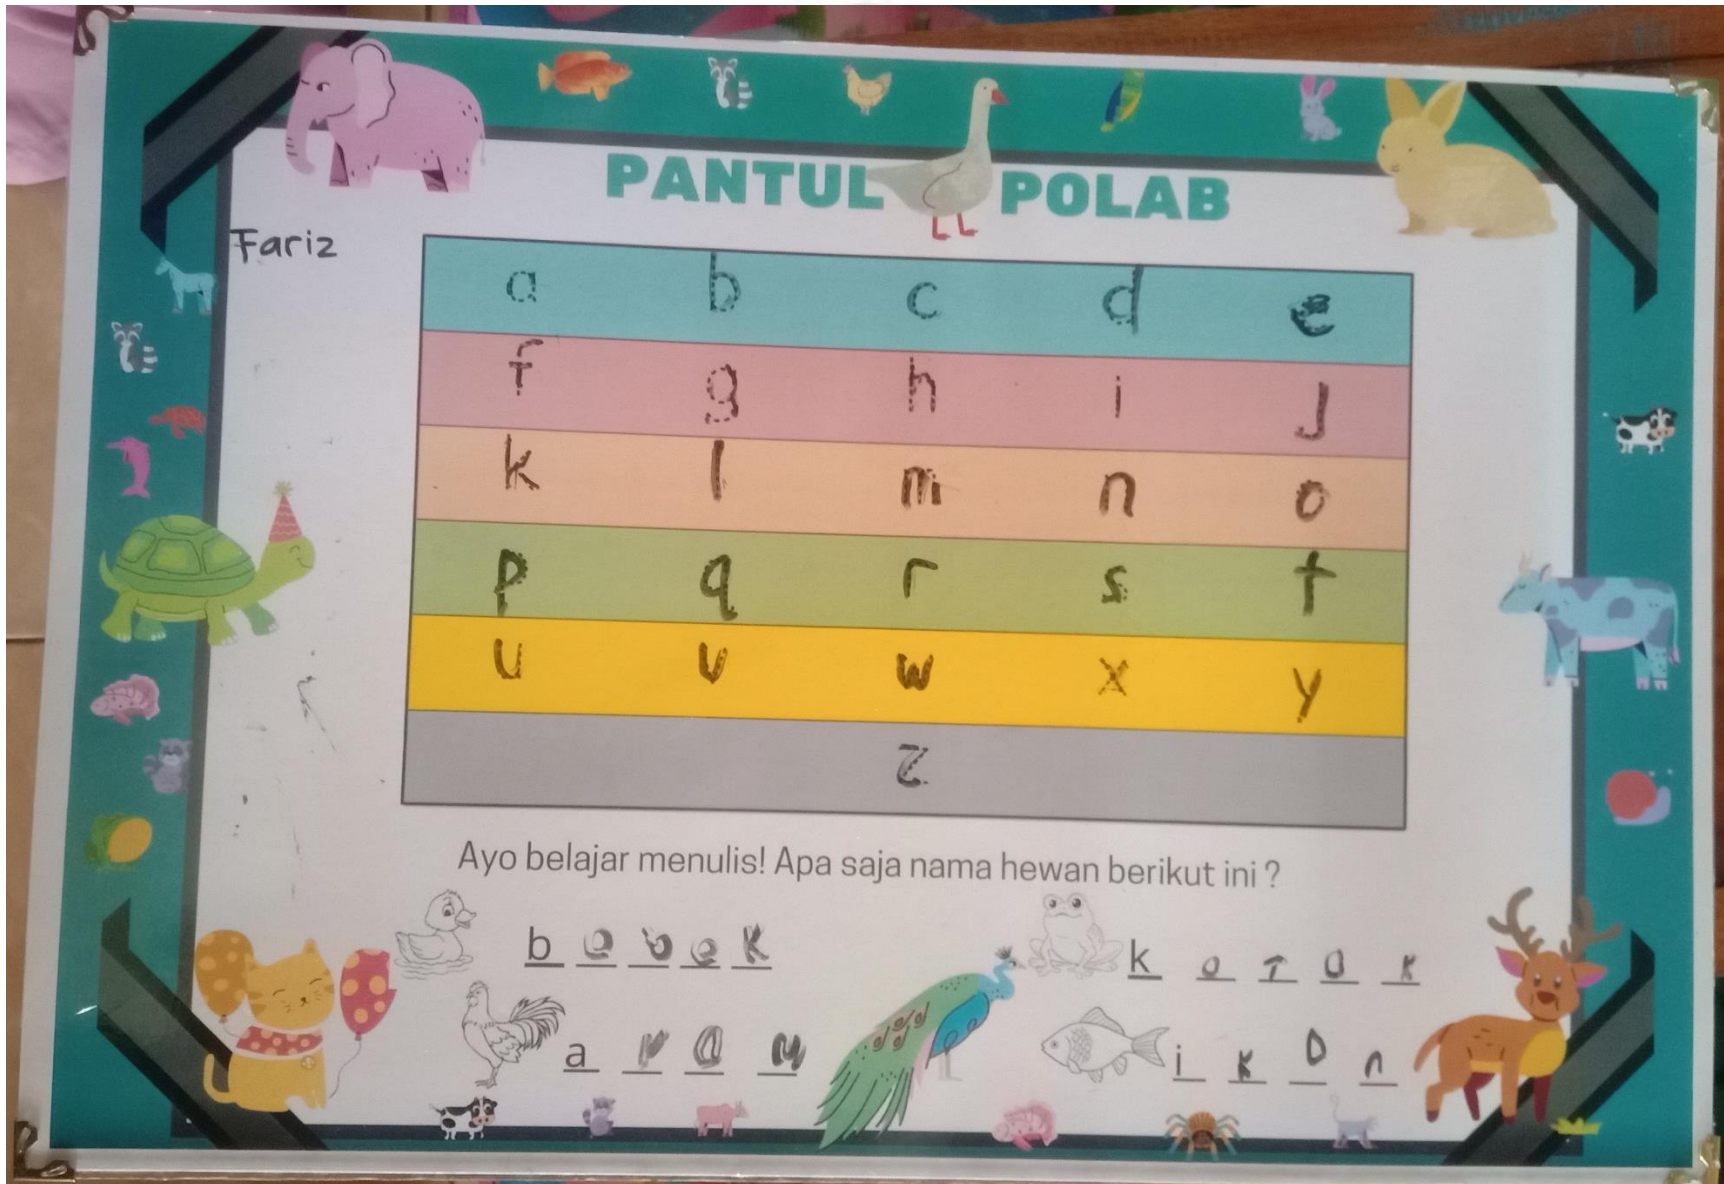 PANTUL POLAB
Fariz
a b c d e
f g h i j
k l m n o
p q r s t
u v w x y
z
Ayo belajar menulis! Apa saja nama hewan berikut ini ?
b e b e k
k o T a k
a y a m
i k a n